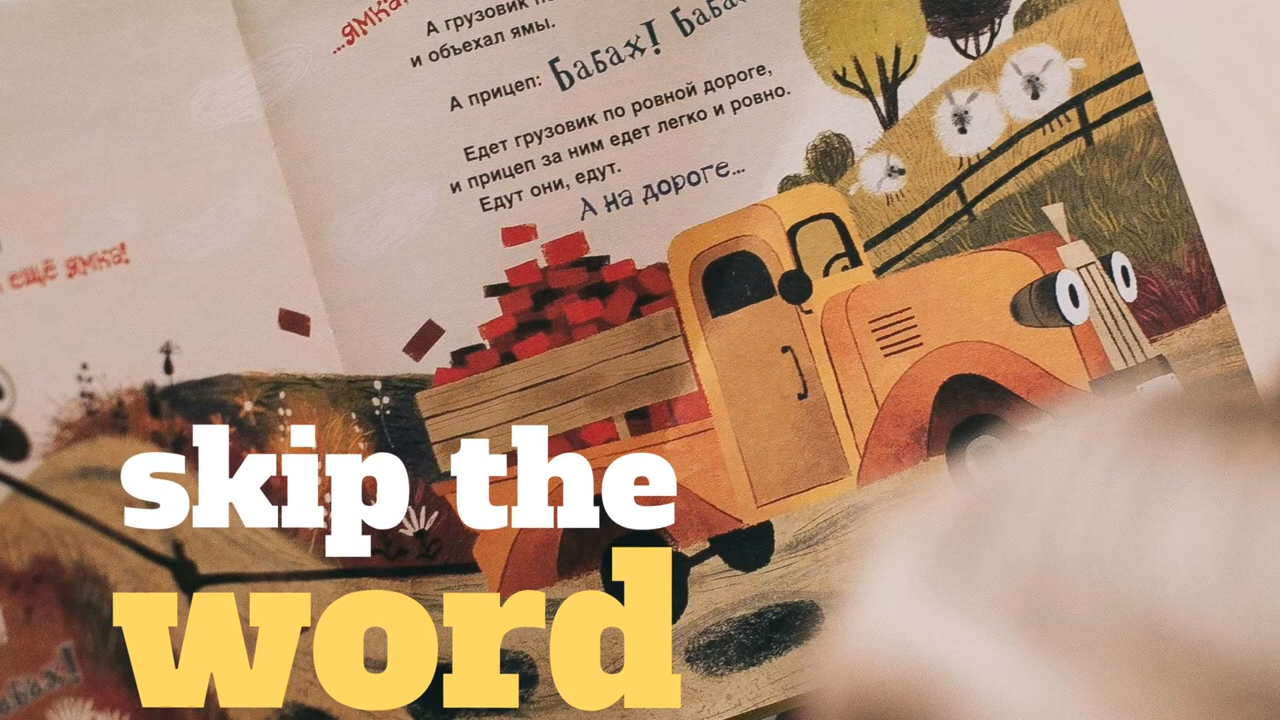 ещё ямка!
...ямка!
А грузовик
и объехал ямы.
А прицеп: Бабах! Бабах
Едет грузовик по ровной дороге,
и прицеп за ним едет легко и ровно.
Едут они, едут.
А на дороге...
skip the
word